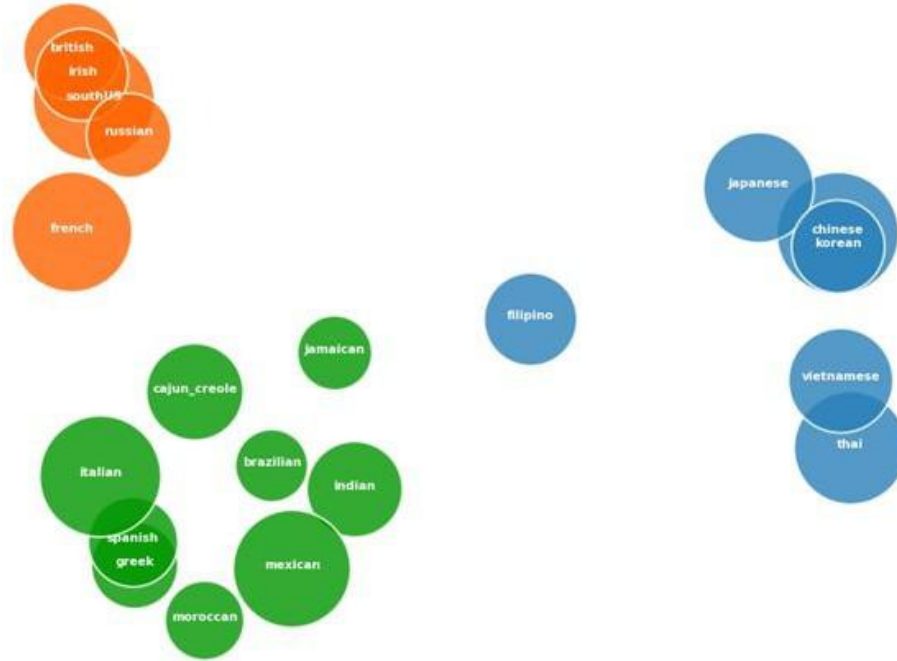 british
irish
southUS
russian
french
japanese
chinese
korean
filipino
jamaican
cajun_creole
vietnamese
thai
brazilian
italian
indian
spanish
greek
mexican
moroccan